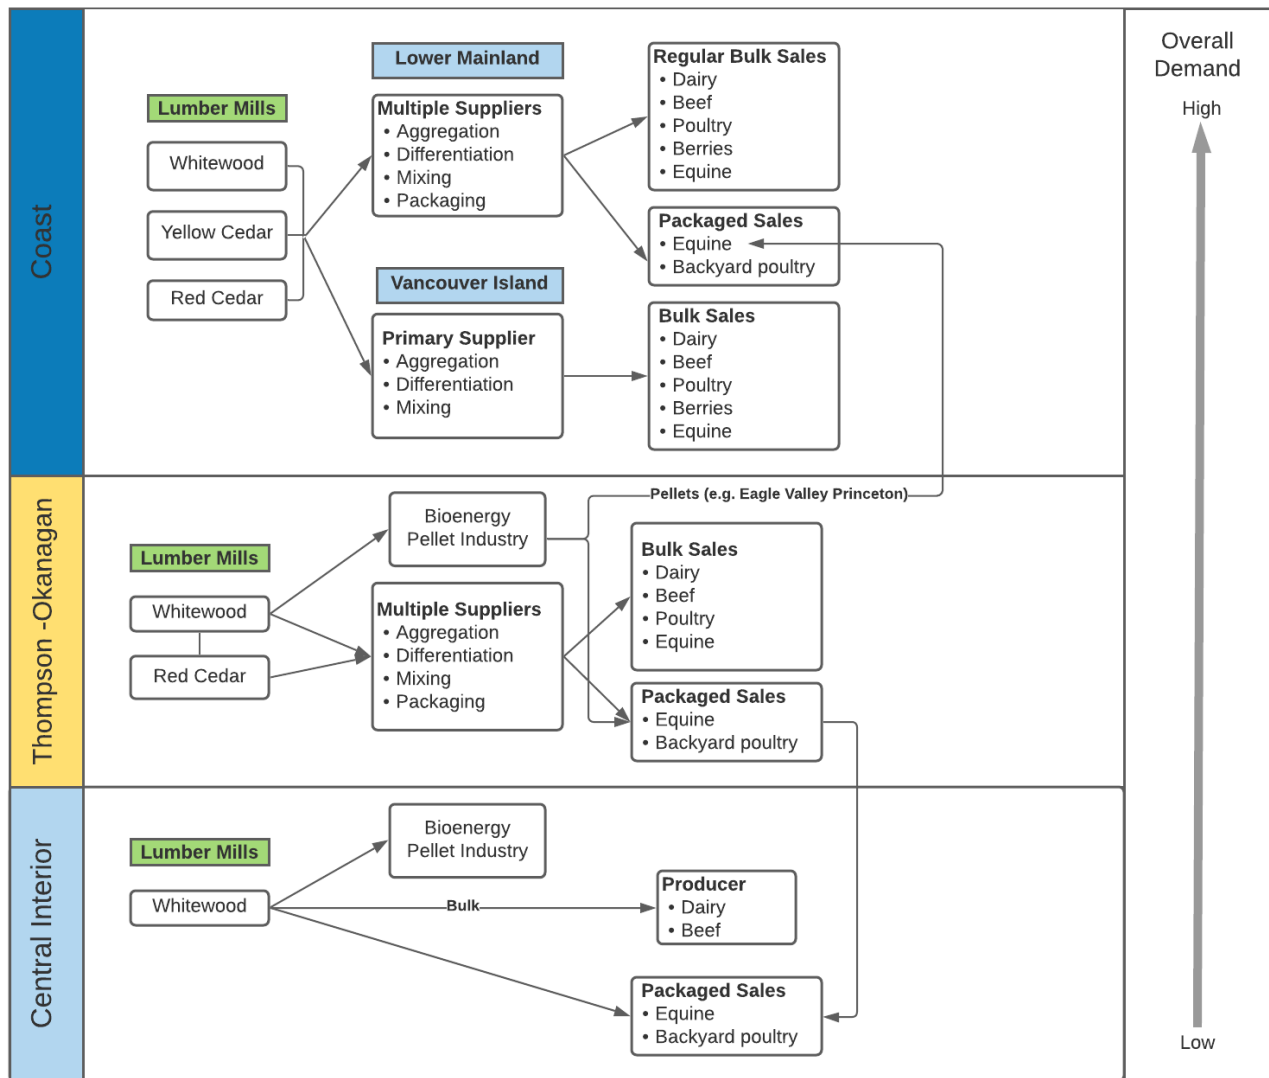 Coast
Lumber Mills
Whitewood
Yellow Cedar
Red Cedar
Lower Mainland
Multiple Suppliers
• Aggregation
• Differentiation
• Mixing
• Packaging
Vancouver Island
Primary Supplier
• Aggregation
• Differentiation
• Mixing
Regular Bulk Sales
• Dairy
• Beef
• Poultry
• Berries
• Equine
Packaged Sales
• Equine
• Backyard poultry
Bulk Sales
• Dairy
• Beef
• Poultry
• Berries
• Equine
Thompson -Okanagan
Lumber Mills
Whitewood
Red Cedar
Bioenergy
Pellet Industry
Multiple Suppliers
• Aggregation
• Differentiation
• Mixing
• Packaging
Pellets (e.g. Eagle Valley Princeton)
Bulk Sales
• Dairy
• Beef
• Poultry
• Equine
Packaged Sales
• Equine
• Backyard poultry
Central Interior
Lumber Mills
Whitewood
Bioenergy
Pellet Industry
Bulk
Producer
• Dairy
• Beef
Packaged Sales
• Equine
• Backyard poultry
Overall
Demand
High
Low